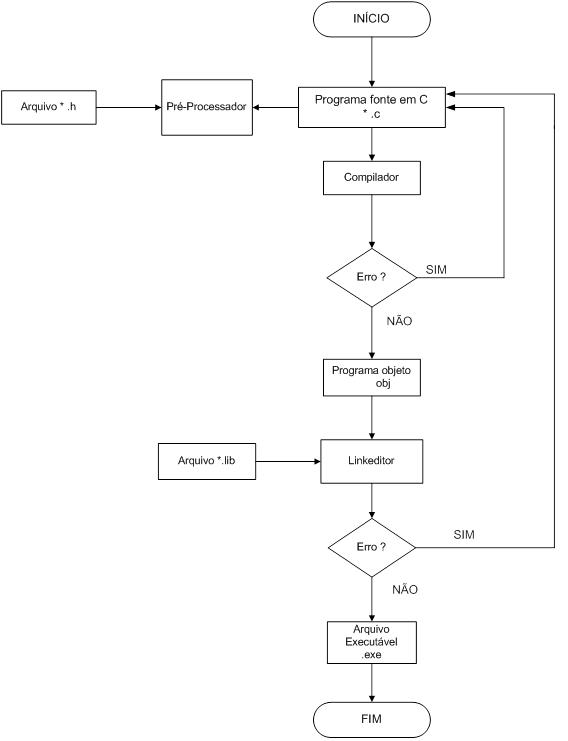 INÍCIO
Arquivo * .h
Pré-Processador
Programa fonte em C
* .c
Compilador
Erro ?
SIM
NÃO
Programa objeto
obj
Arquivo *.lib
Linkeditor
Erro ?
SIM
NÃO
Arquivo
Executável
.exe
FIM